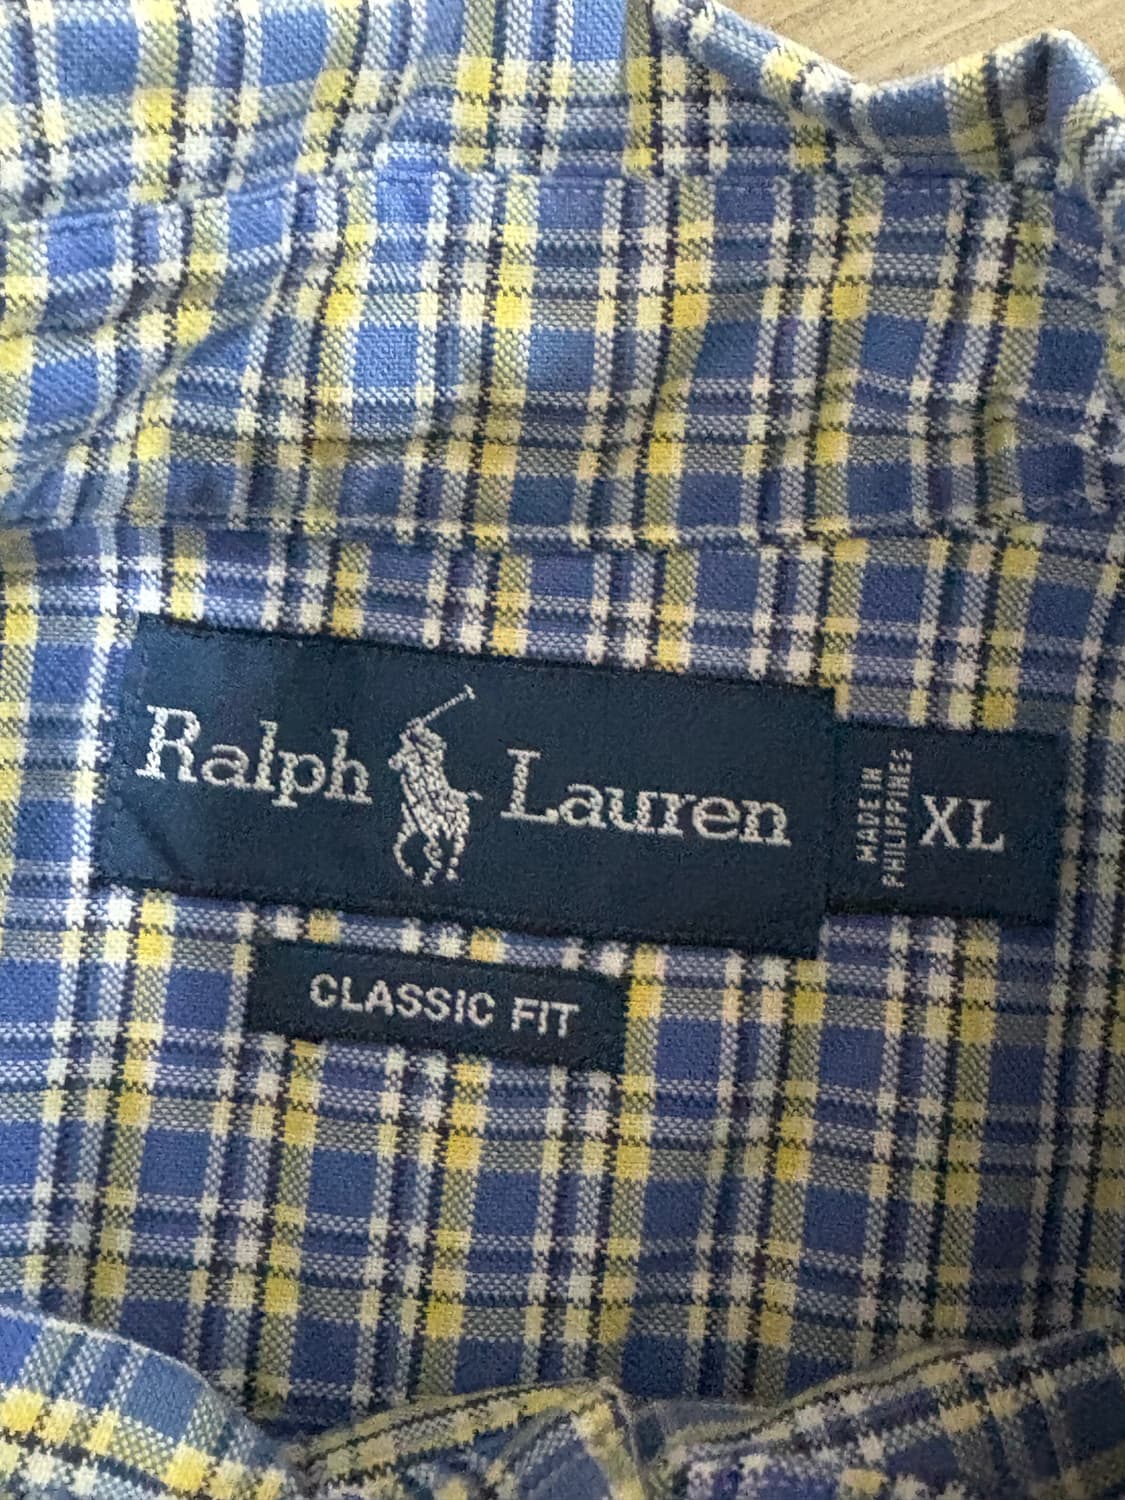 Ralph Lauren
MADE IN
PHILIPPINES
XL
CLASSIC FIT